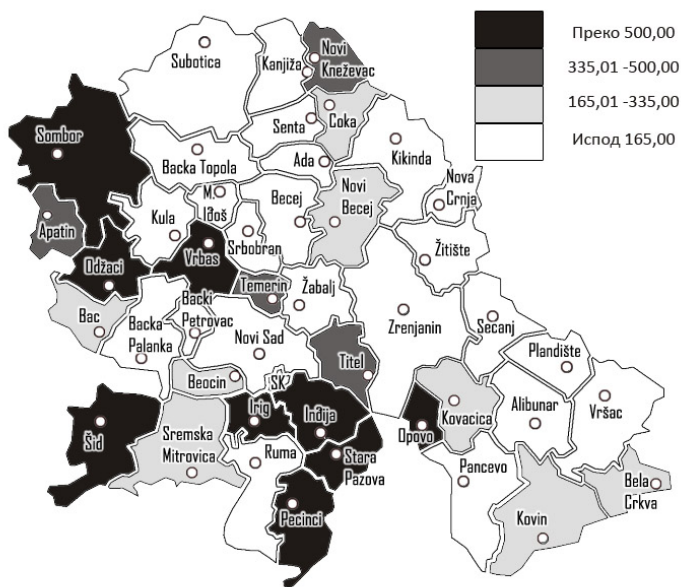 Преко 500,00
335,01 -500,00
165,01 -335,00
Испод 165,00
Subotica
Kanjiža
Novi
Kneževac
Senta
Coka
Sombor
Backa Topola
Ada
Kikinda
Nova
Crnja
Apatin
Kula
M.
Iđoš
Becej
Novi
Becej
Srbobran
Vrbas
Žitište
Odžaci
Temerin
Žabalj
Bac
Backa
Palanka
Backi
Petrovac
Novi Sad
Zrenjanin
Secanj
Titel
Plandište
Beocin
SK
Irig
Inđija
Opovo
Kovacica
Alibunar
Vršac
Šid
Sremska
Mitrovica
Ruma
Stara
Pazova
Pancevo
Pecinci
Kovin
Bela
Crkva